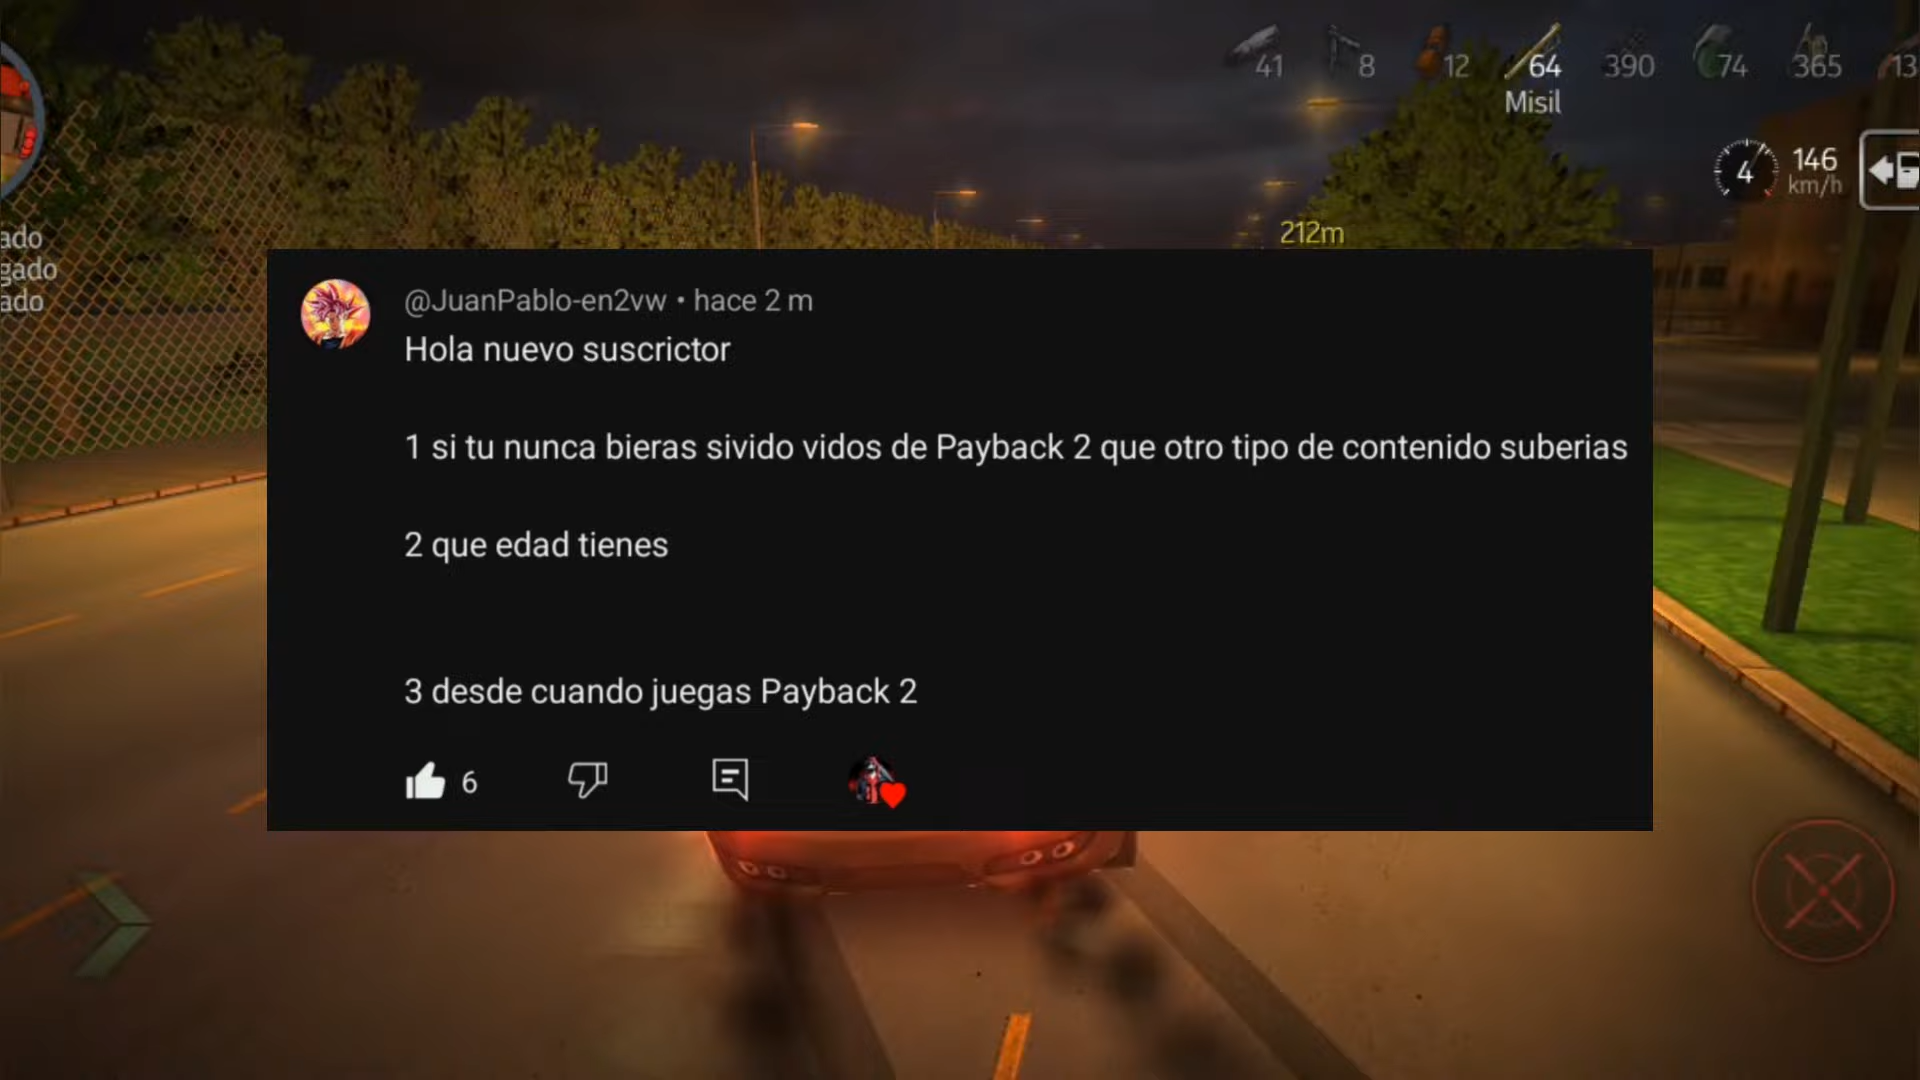 41 8 12 64 390 74 365 13
Misil
4 146
km/h
212m
ado
gado
ado
@JuanPablo-en2vw • hace 2 m
Hola nuevo suscrictor
1 si tu nunca bieras sivido vidos de Payback 2 que otro tipo de contenido suberias
2 que edad tienes
3 desde cuando juegas Payback 2
6